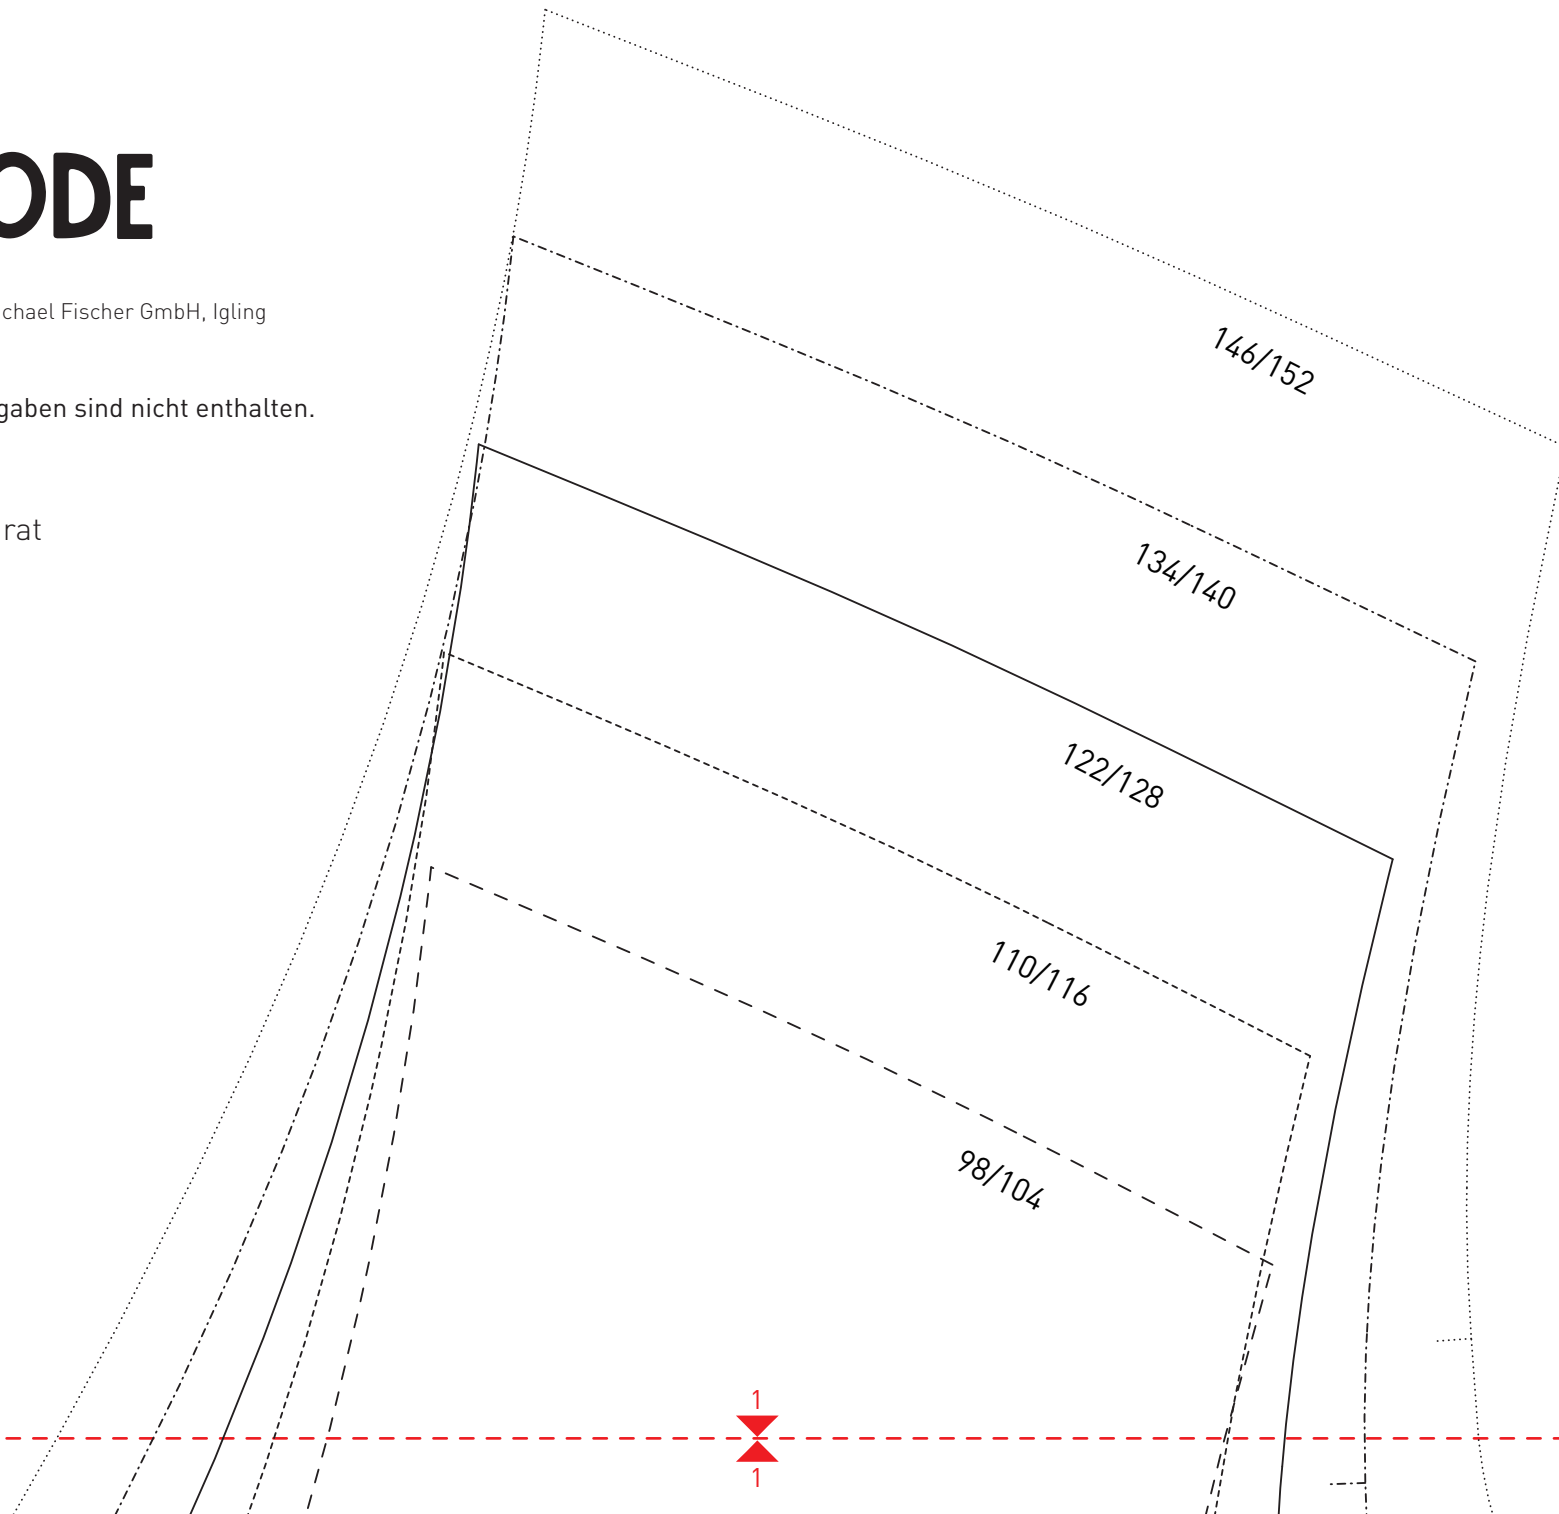 ODE
chael Fischer GmbH, Igling
gaben sind nicht enthalten.
rat
146/152
134/140
122/128
110/116
98/104
1
1